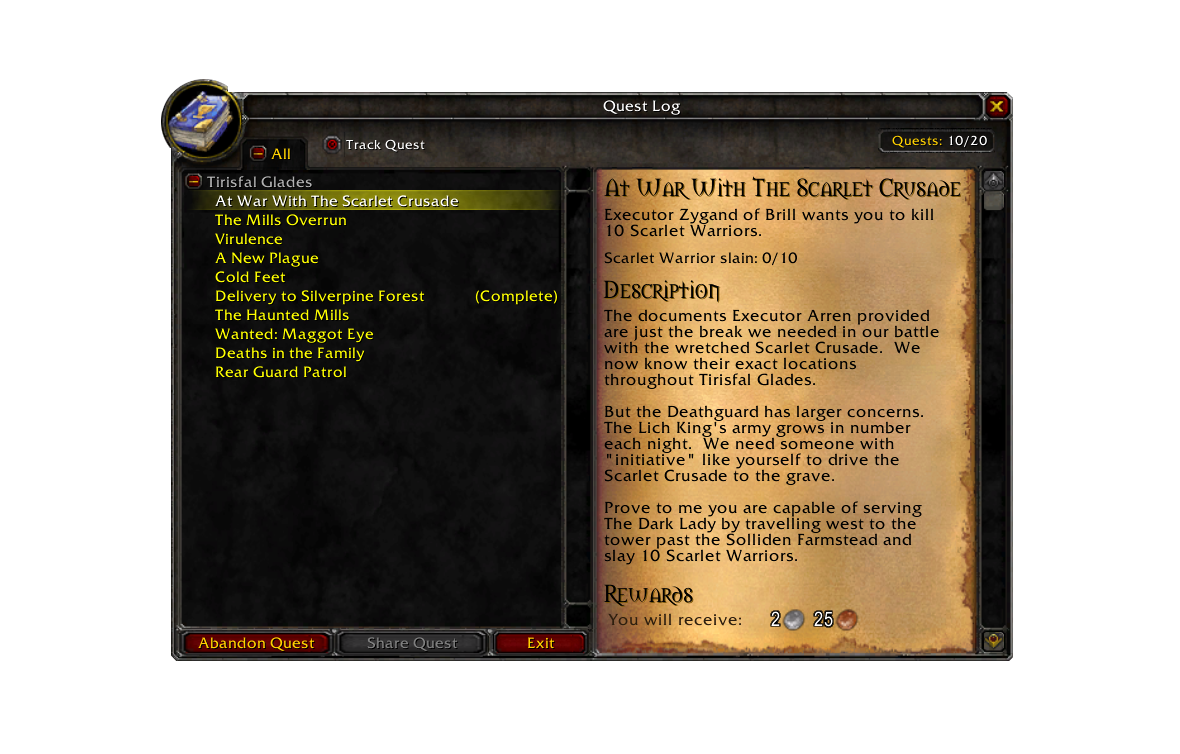 Quest Log
All
Track Quest
Quests: 10/20
Tirisfal Glades
At War With The Scarlet Crusade
The Mills Overrun
Virulence
A New Plague
Cold Feet
Delivery to Silverpine Forest (Complete)
The Haunted Mills
Wanted: Maggot Eye
Deaths in the Family
Rear Guard Patrol
Abandon Quest
Share Quest
Exit
At War With The Scarlet Crusade
Executor Zygand of Brill wants you to kill
10 Scarlet Warriors.
Scarlet Warrior slain: 0/10
Description
The documents Executor Arren provided
are just the break we needed in our battle
with the wretched Scarlet Crusade. We
now know their exact locations
throughout Tirisfal Glades.
But the Deathguard has larger concerns.
The Lich King's army grows in number
each night. We need someone with
"initiative" like yourself to drive the
Scarlet Crusade to the grave.
Prove to me you are capable of serving
The Dark Lady by travelling west to the
tower past the Solliden Farmstead and
slay 10 Scarlet Warriors.
Rewards
You will receive: 2 25